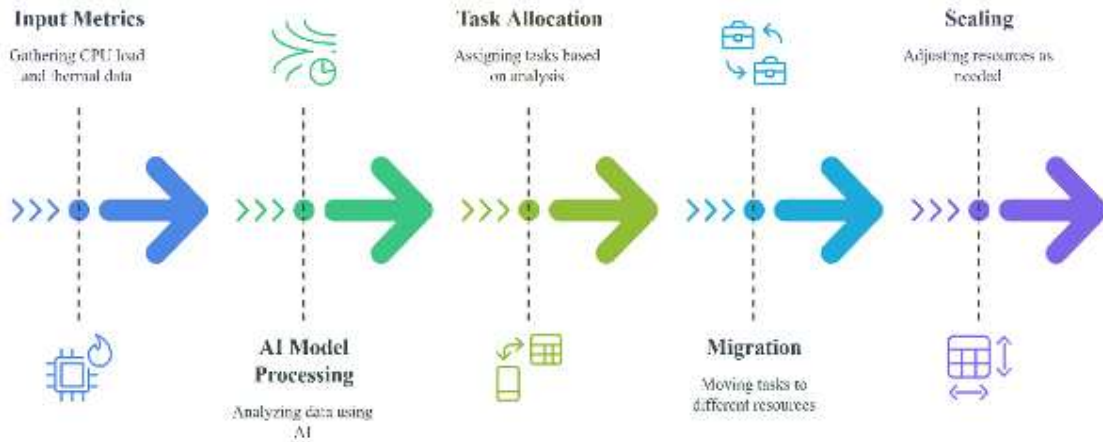 Input Metrics
Gathering CPU load
and thermal data
Task Allocation
Assigning tasks based
on analysis
Scaling
Adjusting resources as
needed
AI Model
Processing
Analyzing data using
AI
Migration
Moving tasks to
different resources